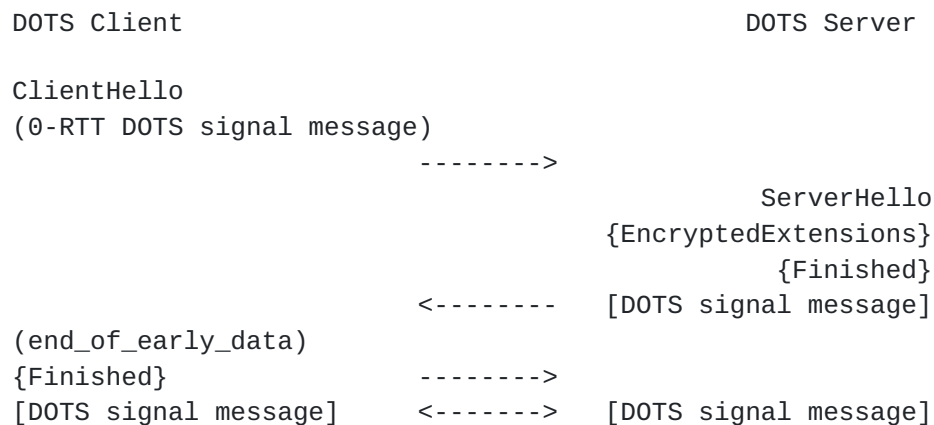 DOTS Client                                  DOTS Server
ClientHello
(0-RTT DOTS signal message)
                          -------->
                                                ServerHello
                                      {EncryptedExtensions}
                                                 {Finished}
                          <--------   [DOTS signal message]
(end_of_early_data)
{Finished}                -------->
[DOTS signal message]     <------->   [DOTS signal message]